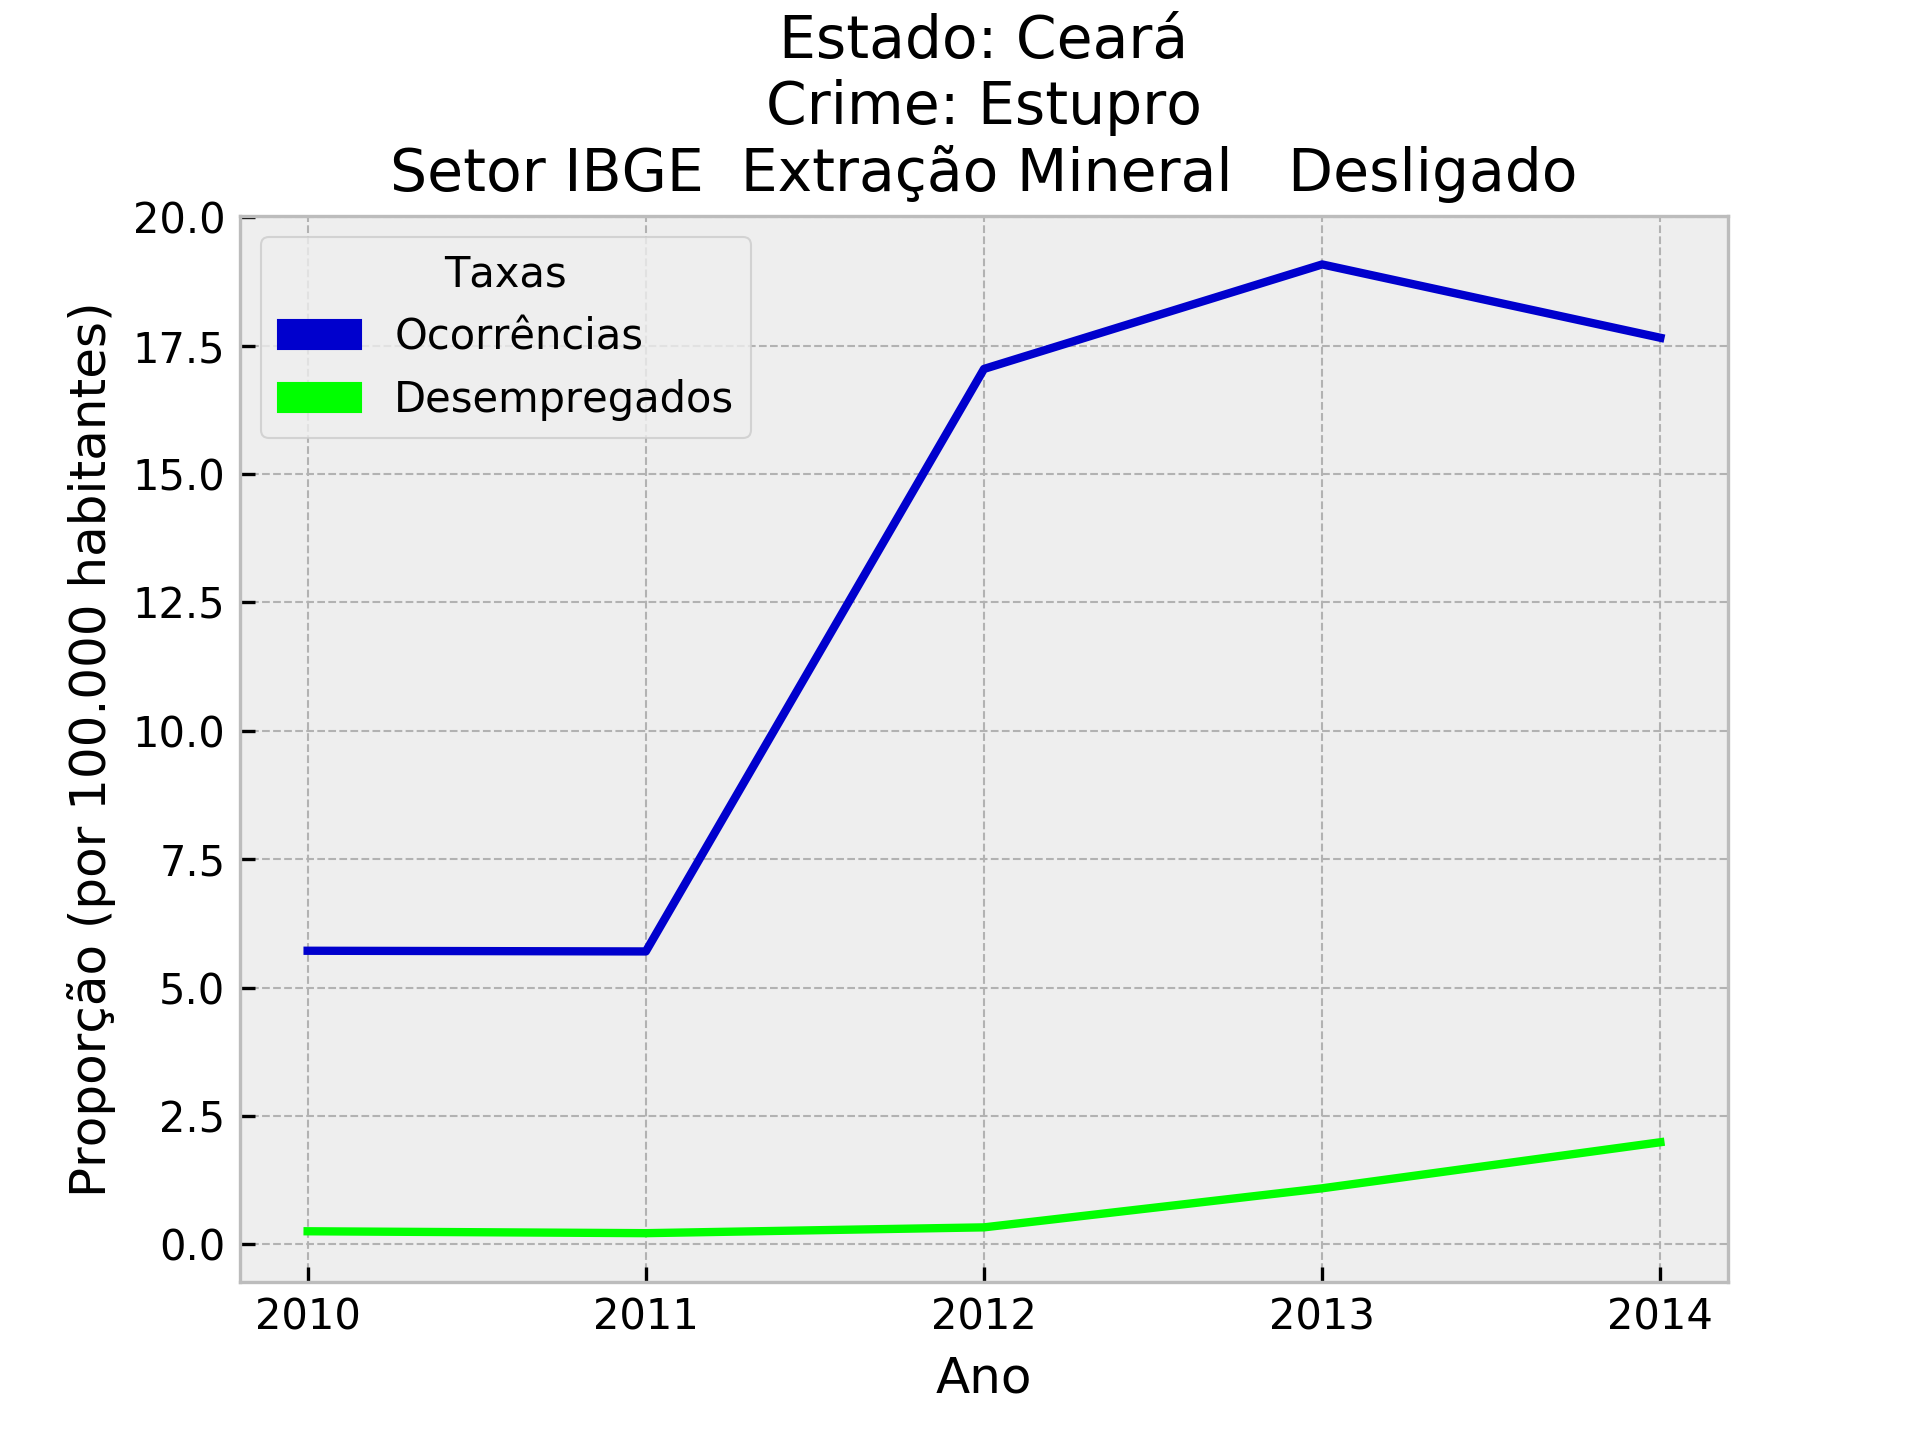 Estado: Ceará
Crime: Estupro
Setor IBGE  Extração Mineral   Desligado
20.0
17.5
15.0
12.5
10.0
7.5
5.0
2.5
0.0
Proporção (por 100.000 habitantes)
Taxas
Ocorrências
Desempregados
2010 2011 2012 2013 2014
Ano